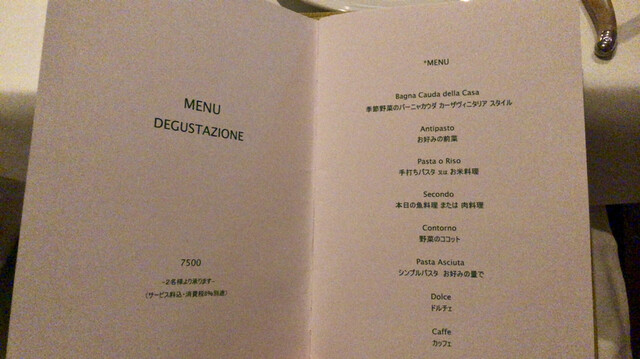 MENU
DEGUSTAZIONE
7500
-2名様より承ります-
(サービス料込・消費税8%別途)
*MENU
Bagna Cauda della Casa
季節野菜のバーニャカウダ カーザヴィニタリア スタイル
Antipasto
お好みの前菜
Pasta o Riso
手打ちパスタ 又は お米料理
Secondo
本日の魚料理 または 肉料理
Contorno
野菜のココット
Pasta Asciuta
シンプルパスタ お好みの量で
Dolce
ドルチェ
Caffe
カッフェ